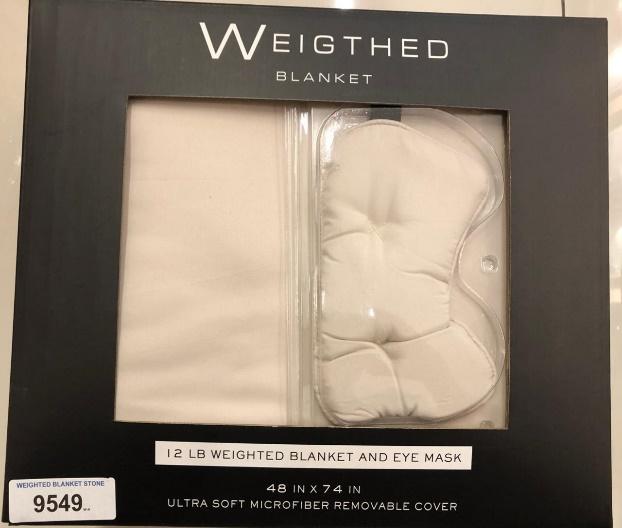 WEIGTHED
BLANKET
12 LB WEIGHTED BLANKET AND EYE MASK
48 IN X 74 IN
ULTRA SOFT MICROFIBER REMOVABLE COVER
WEIGHTED BLANKET STONE
9549